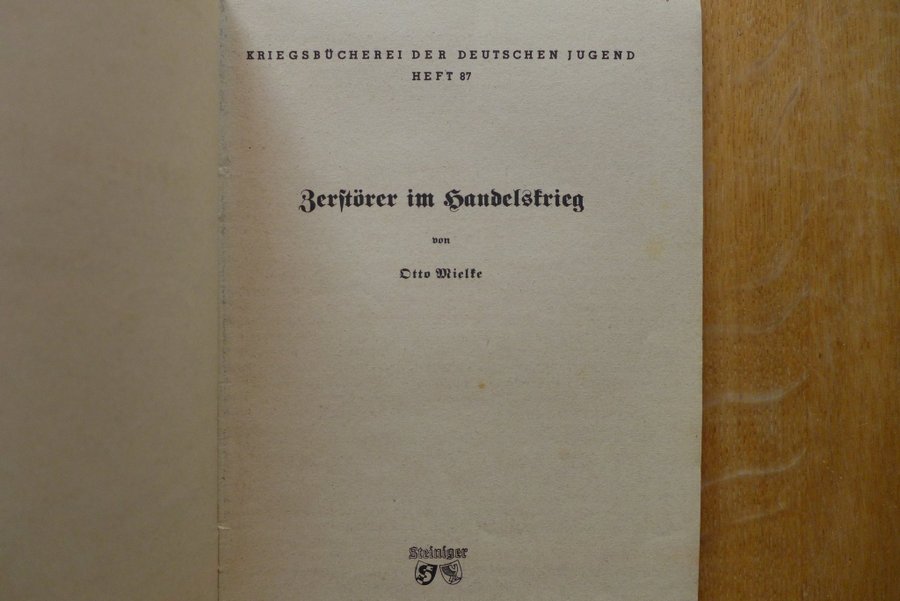 KRIEGSBÜCHEREI DER DEUTSCHEN JUGEND
HEFT 87
Zerstörer im Handelskrieg
von
Otto Mielke
Steiniger